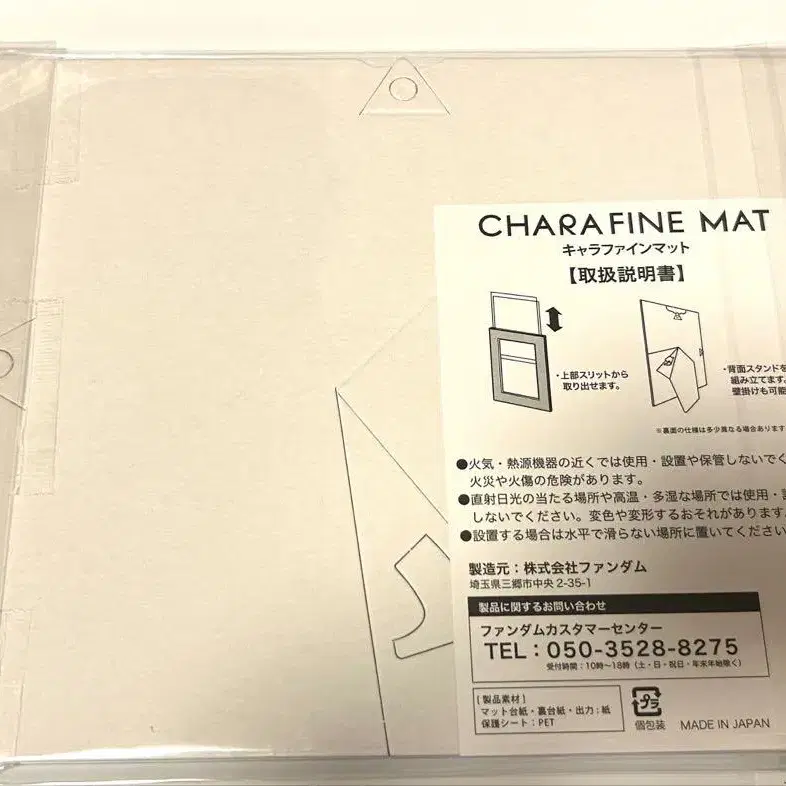 CHARA FINE MAT
キャラファインマット
【取扱説明書】
・上部スリットから
取り出せます。
・背面スタンドを
組み立てます。
壁掛けも可能
※裏面の仕様は多少異なる場合あります
●火気・熱源機器の近くでは使用・設置や保管しないでく
火災や火傷の危険があります。
●直射日光の当たる場所や高温・多湿な場所では使用・
しないでください。変色や変形するおそれがあります。
●設置する場合は水平で滑らない場所に置いてください
製造元：株式会社ファンダム
埼玉県三郷市中央 2-35-1
製品に関するお問い合わせ
ファンダムカスタマーセンター
TEL：050-3528-8275
受付時間：10時〜18時（土・日・祝日・年末年始除く）
［製品素材］
マット台紙・裏台紙・出力：紙
保護シート：PET
プラ
個包装
MADE IN JAPAN